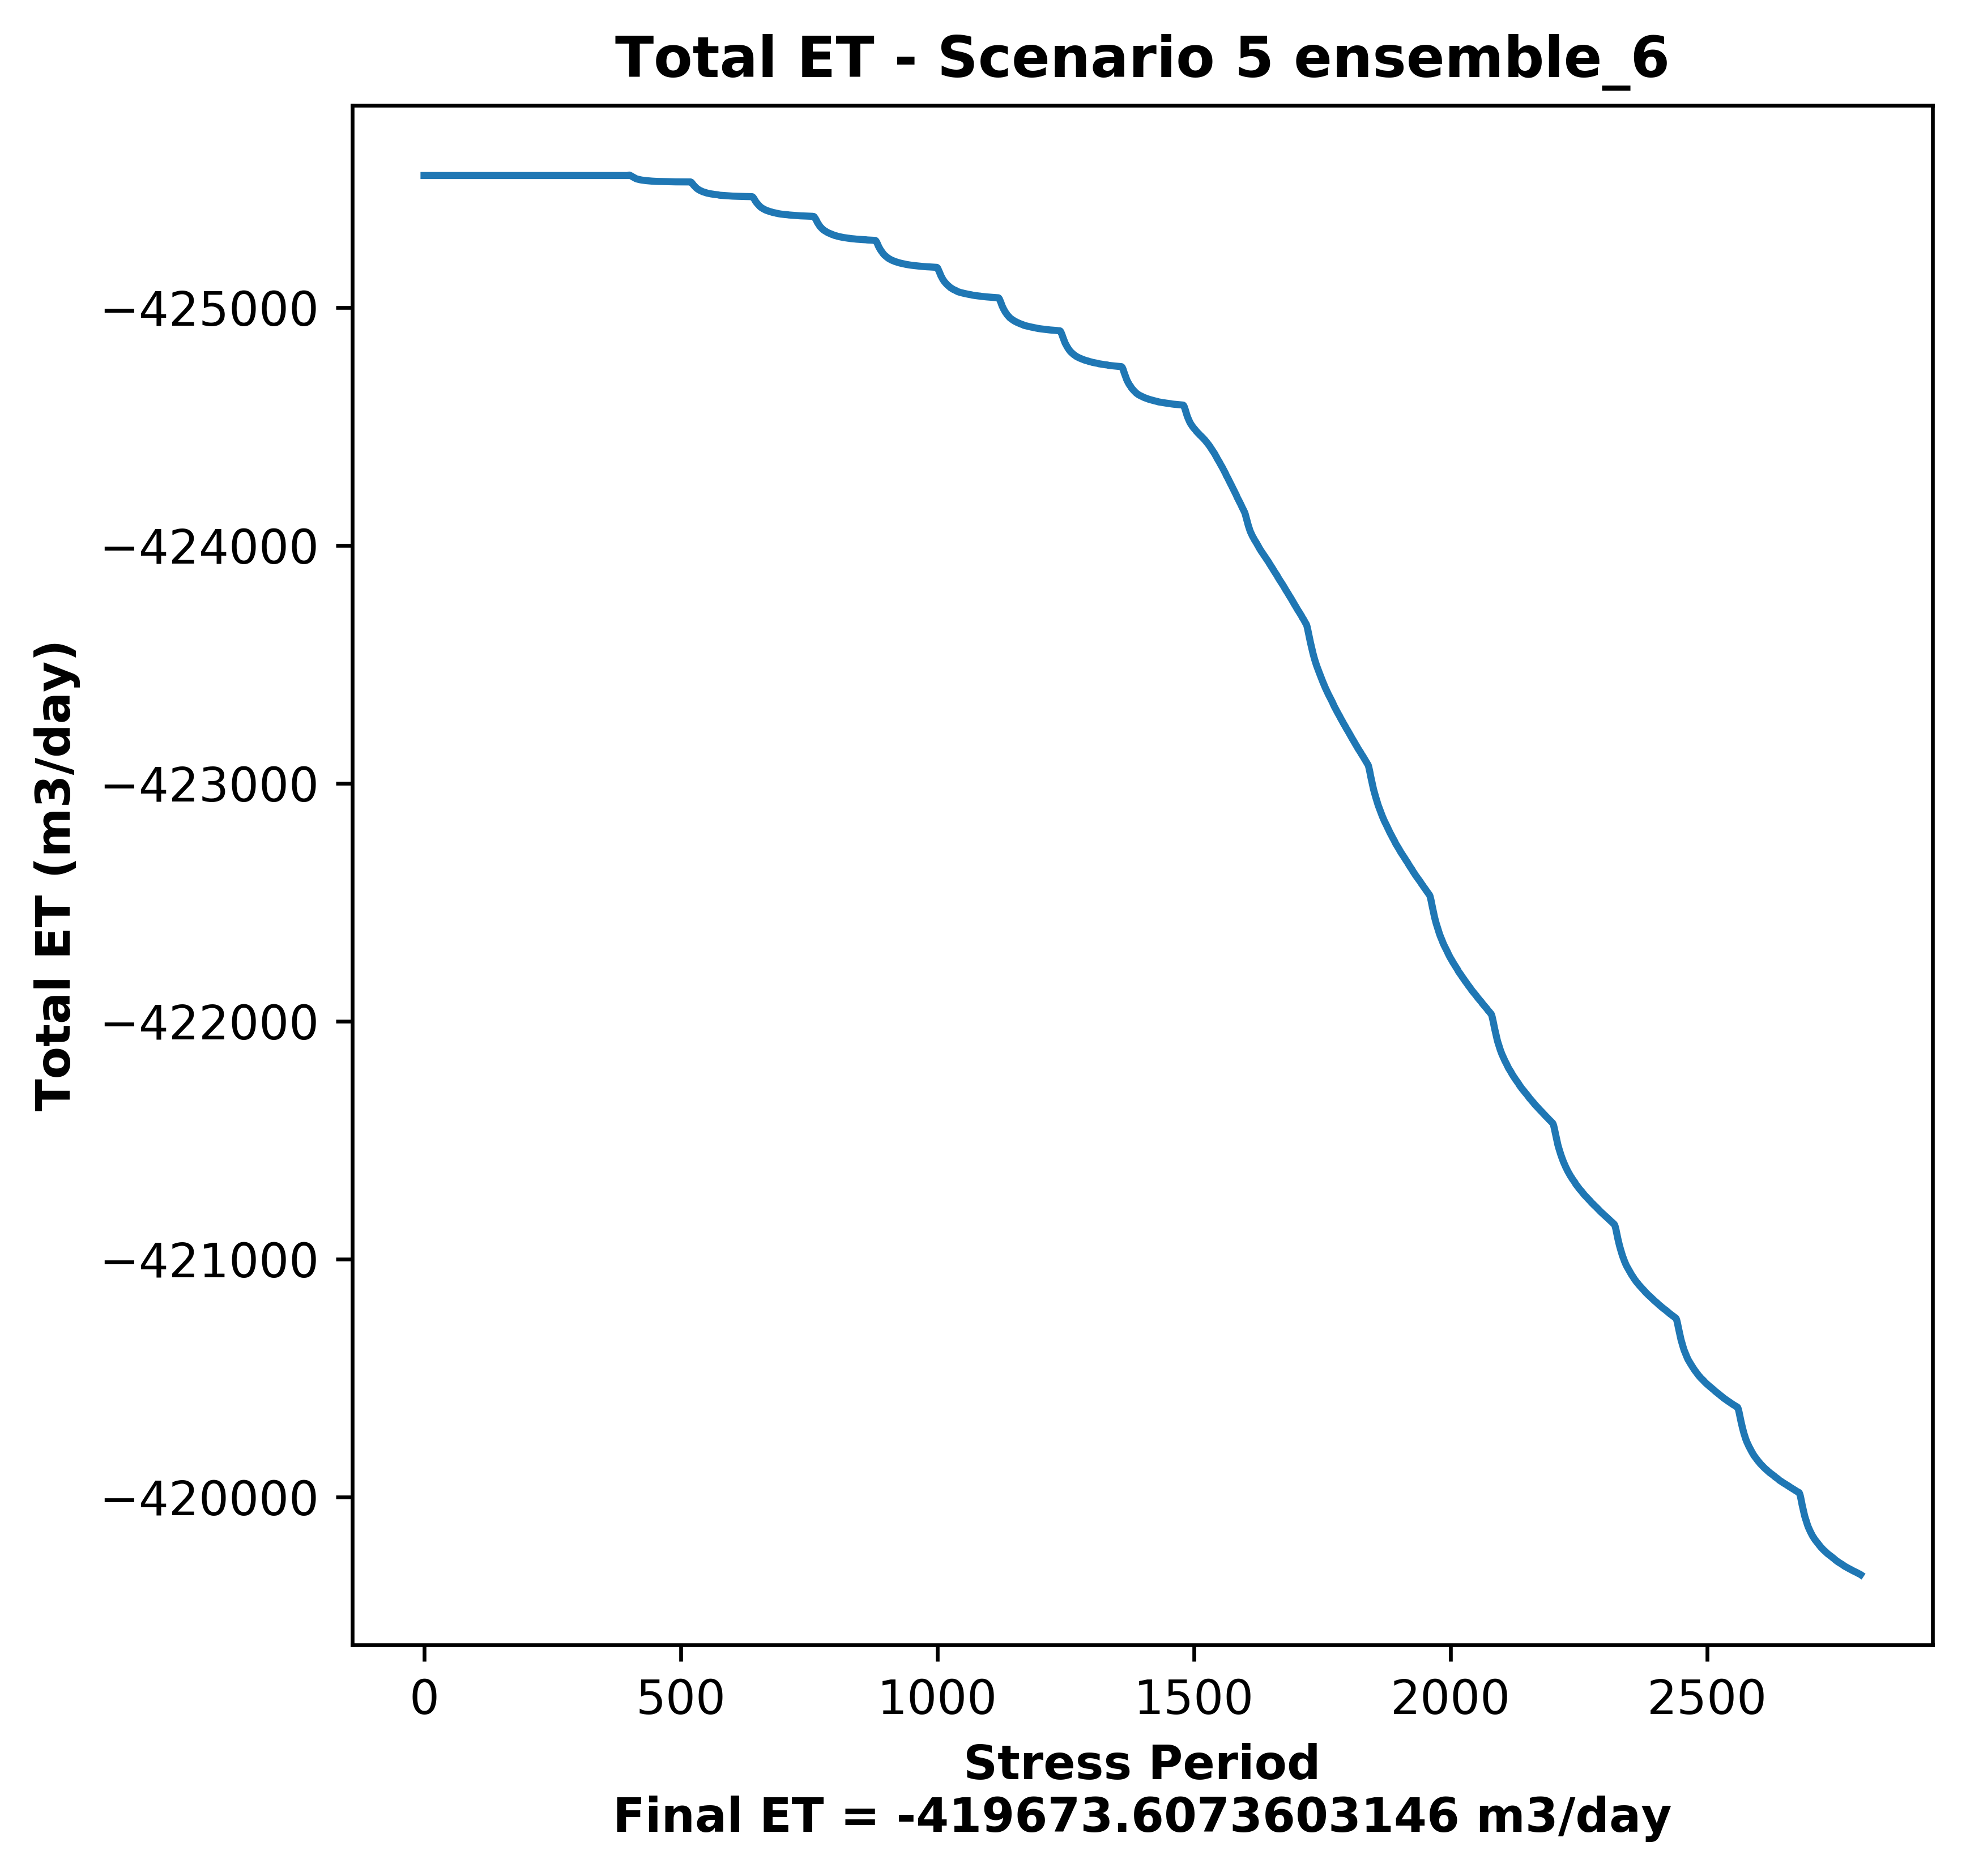 Total ET - Scenario 5 ensemble_6
Total ET (m3/day)
−425000
−424000
−423000
−422000
−421000
−420000
0 500 1000 1500 2000 2500
Stress Period
Final ET = -419673.6073603146 m3/day